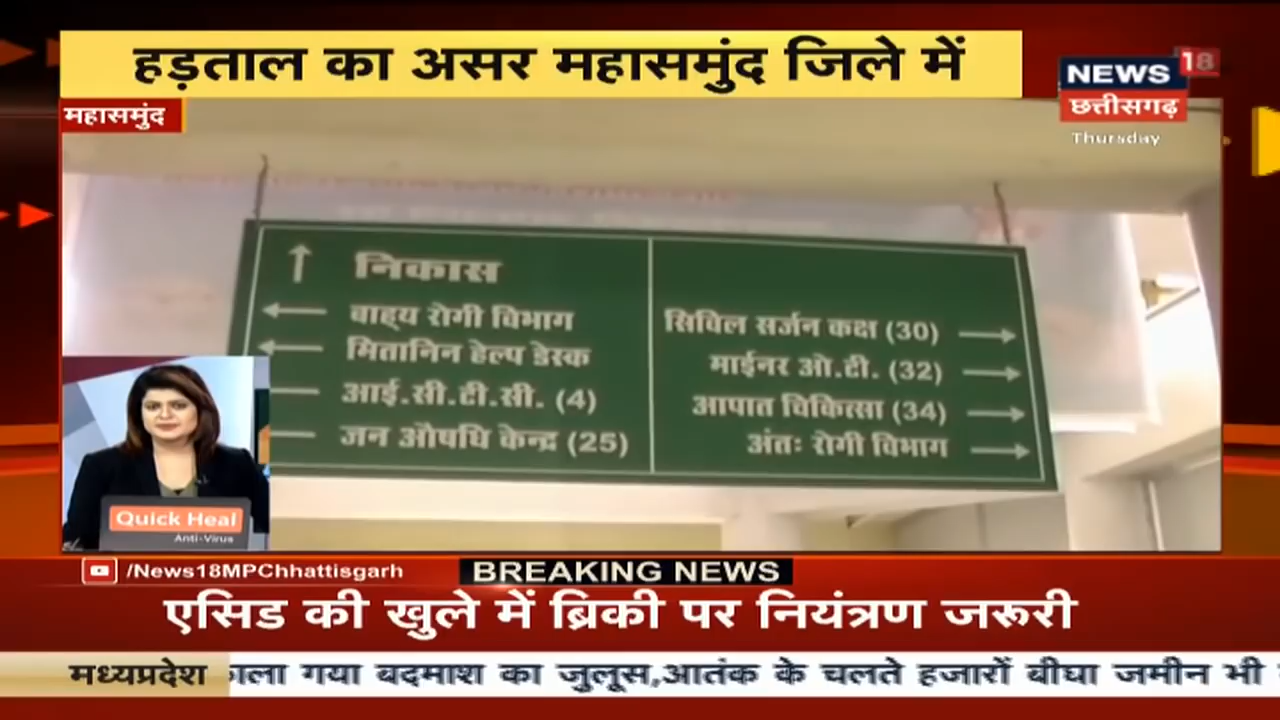 हड़ताल का असर महासमुंद जिले में
NEWS 18
छत्तीसगढ़
Thursday
महासमुंद
निकास
बाह्य रोगी विभाग
मितानिन हेल्प डेस्क
आई.सी.टी.सी. (4)
जन औषधि केन्द्र (25)
सिविल सर्जन कक्ष (30)
माईनर ओ.टी. (32)
आपात चिकित्सा (34)
अंतः रोगी विभाग
Quick Heal
Anti-Virus
/News18MPChhattisgarh
BREAKING NEWS
एसिड की खुले में ब्रिकी पर नियंत्रण जरूरी
मध्यप्रदेश
गया बदमाश का जुलूस,आतंक के चलते हजारों बीघा जमीन भी